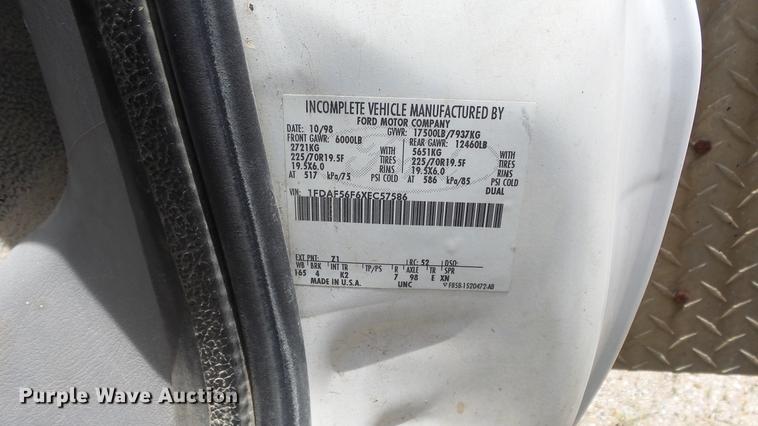 INCOMPLETE VEHICLE MANUFACTURED BY
FORD MOTOR COMPANY
DATE: 10/98 GVWR: 17500LB/7937KG
FRONT GAWR: 6000LB REAR GAWR: 12460LB
2721KG WITH 5651KG WITH
225/70R19.5F TIRES 225/70R19.5F TIRES
19.5X6.0 RIMS 19.5X6.0 RIMS
AT 517 kPa/75 PSI COLD AT 586 kPa/85 PSI COLD
DUAL
VIN: 1FDAF56F6XEC57586
EXT PNT: Z1 RC: 52 DSO:
WB BRK INT TR TP/PS R AXLE TR SPR
165 4 K2 7 98 E XN
MADE IN U.S.A. UNC F85B-1520472-AB
Purple Wave Auction
Purple Wave Auction